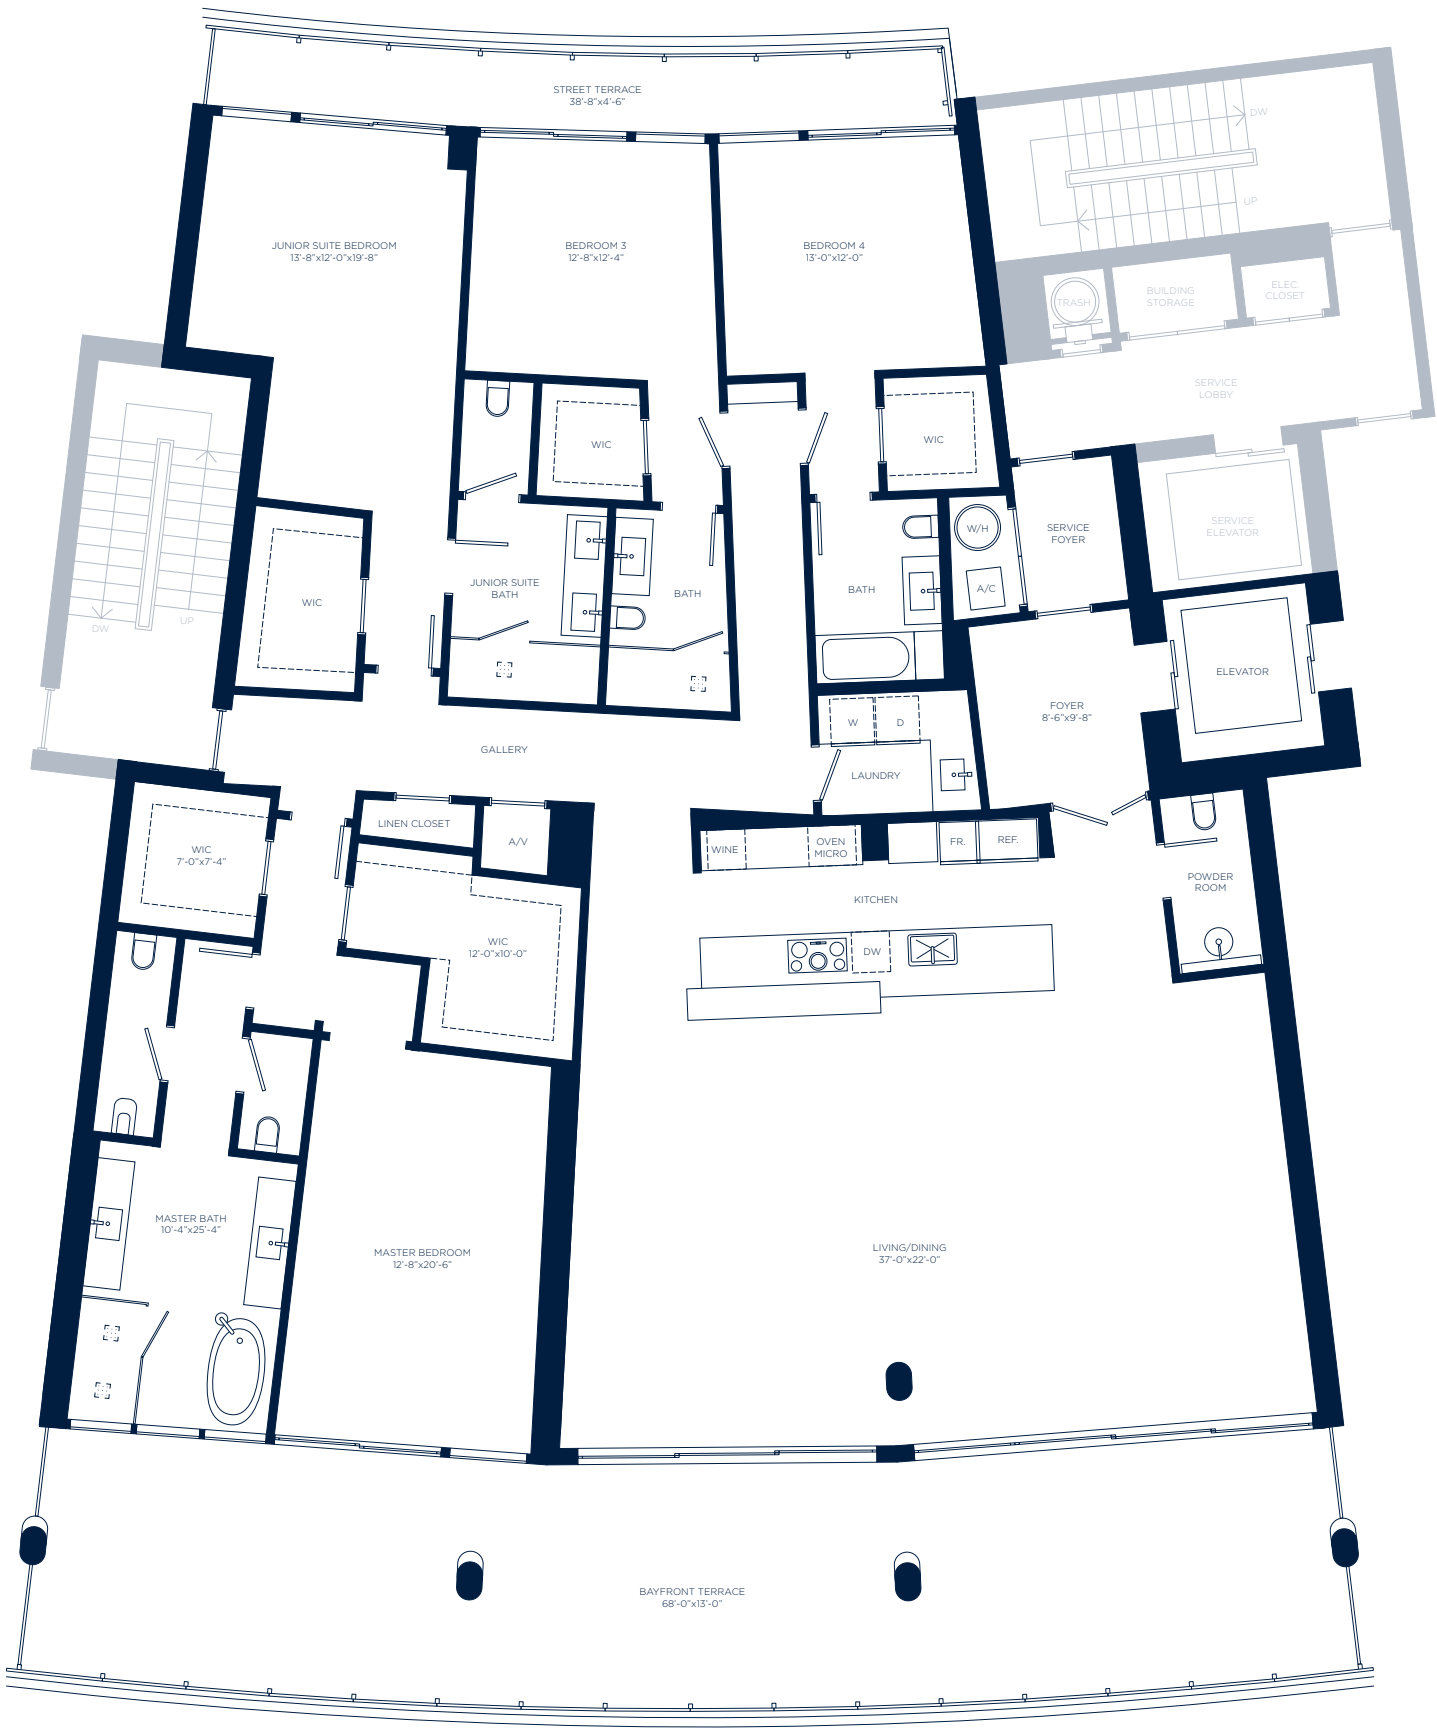 STREET TERRACE
38'-8"x4'-6"
DW
UP
JUNIOR SUITE BEDROOM
13'-8"x12'-0"x19'-8"
BEDROOM 3
12'-8"x12'-4"
BEDROOM 4
13'-0"x12'-0"
TRASH
BUILDING
STORAGE
ELEC.
CLOSET
SERVICE
LOBBY
WIC
WIC
W/H
SERVICE
FOYER
SERVICE
ELEVATOR
JUNIOR SUITE
BATH
BATH
BATH
A/C
WIC
DW
UP
ELEVATOR
FOYER
8'-6"x9'-8"
W
D
GALLERY
LAUNDRY
LINEN CLOSET
A/V
WINE
OVEN
MICRO
FR.
REF.
WIC
7'-0"x7'-4"
POWDER
ROOM
KITCHEN
WIC
12'-0"x10'-0"
DW
MASTER BATH
10'-4"x25'-4"
MASTER BEDROOM
12'-8"x20'-6"
LIVING/DINING
37'-0"x22'-0"
BAYFRONT TERRACE
68'-0"x13'-0"